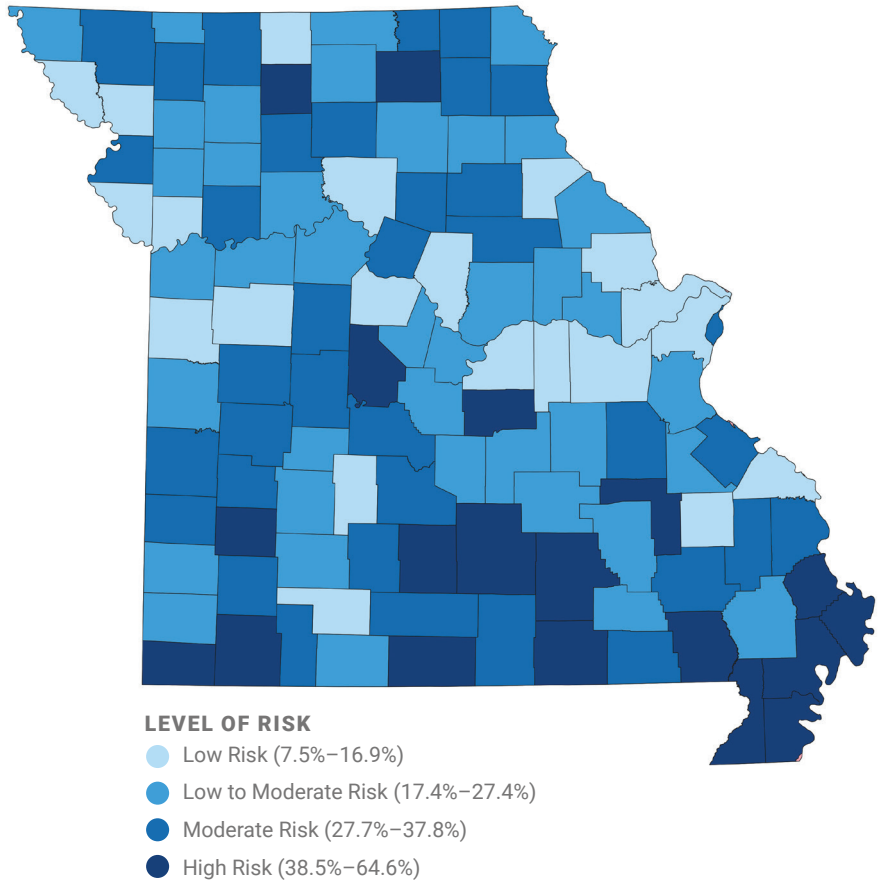 LEVEL OF RISK
Low Risk (7.5%–16.9%)
Low to Moderate Risk (17.4%–27.4%)
Moderate Risk (27.7%–37.8%)
High Risk (38.5%–64.6%)